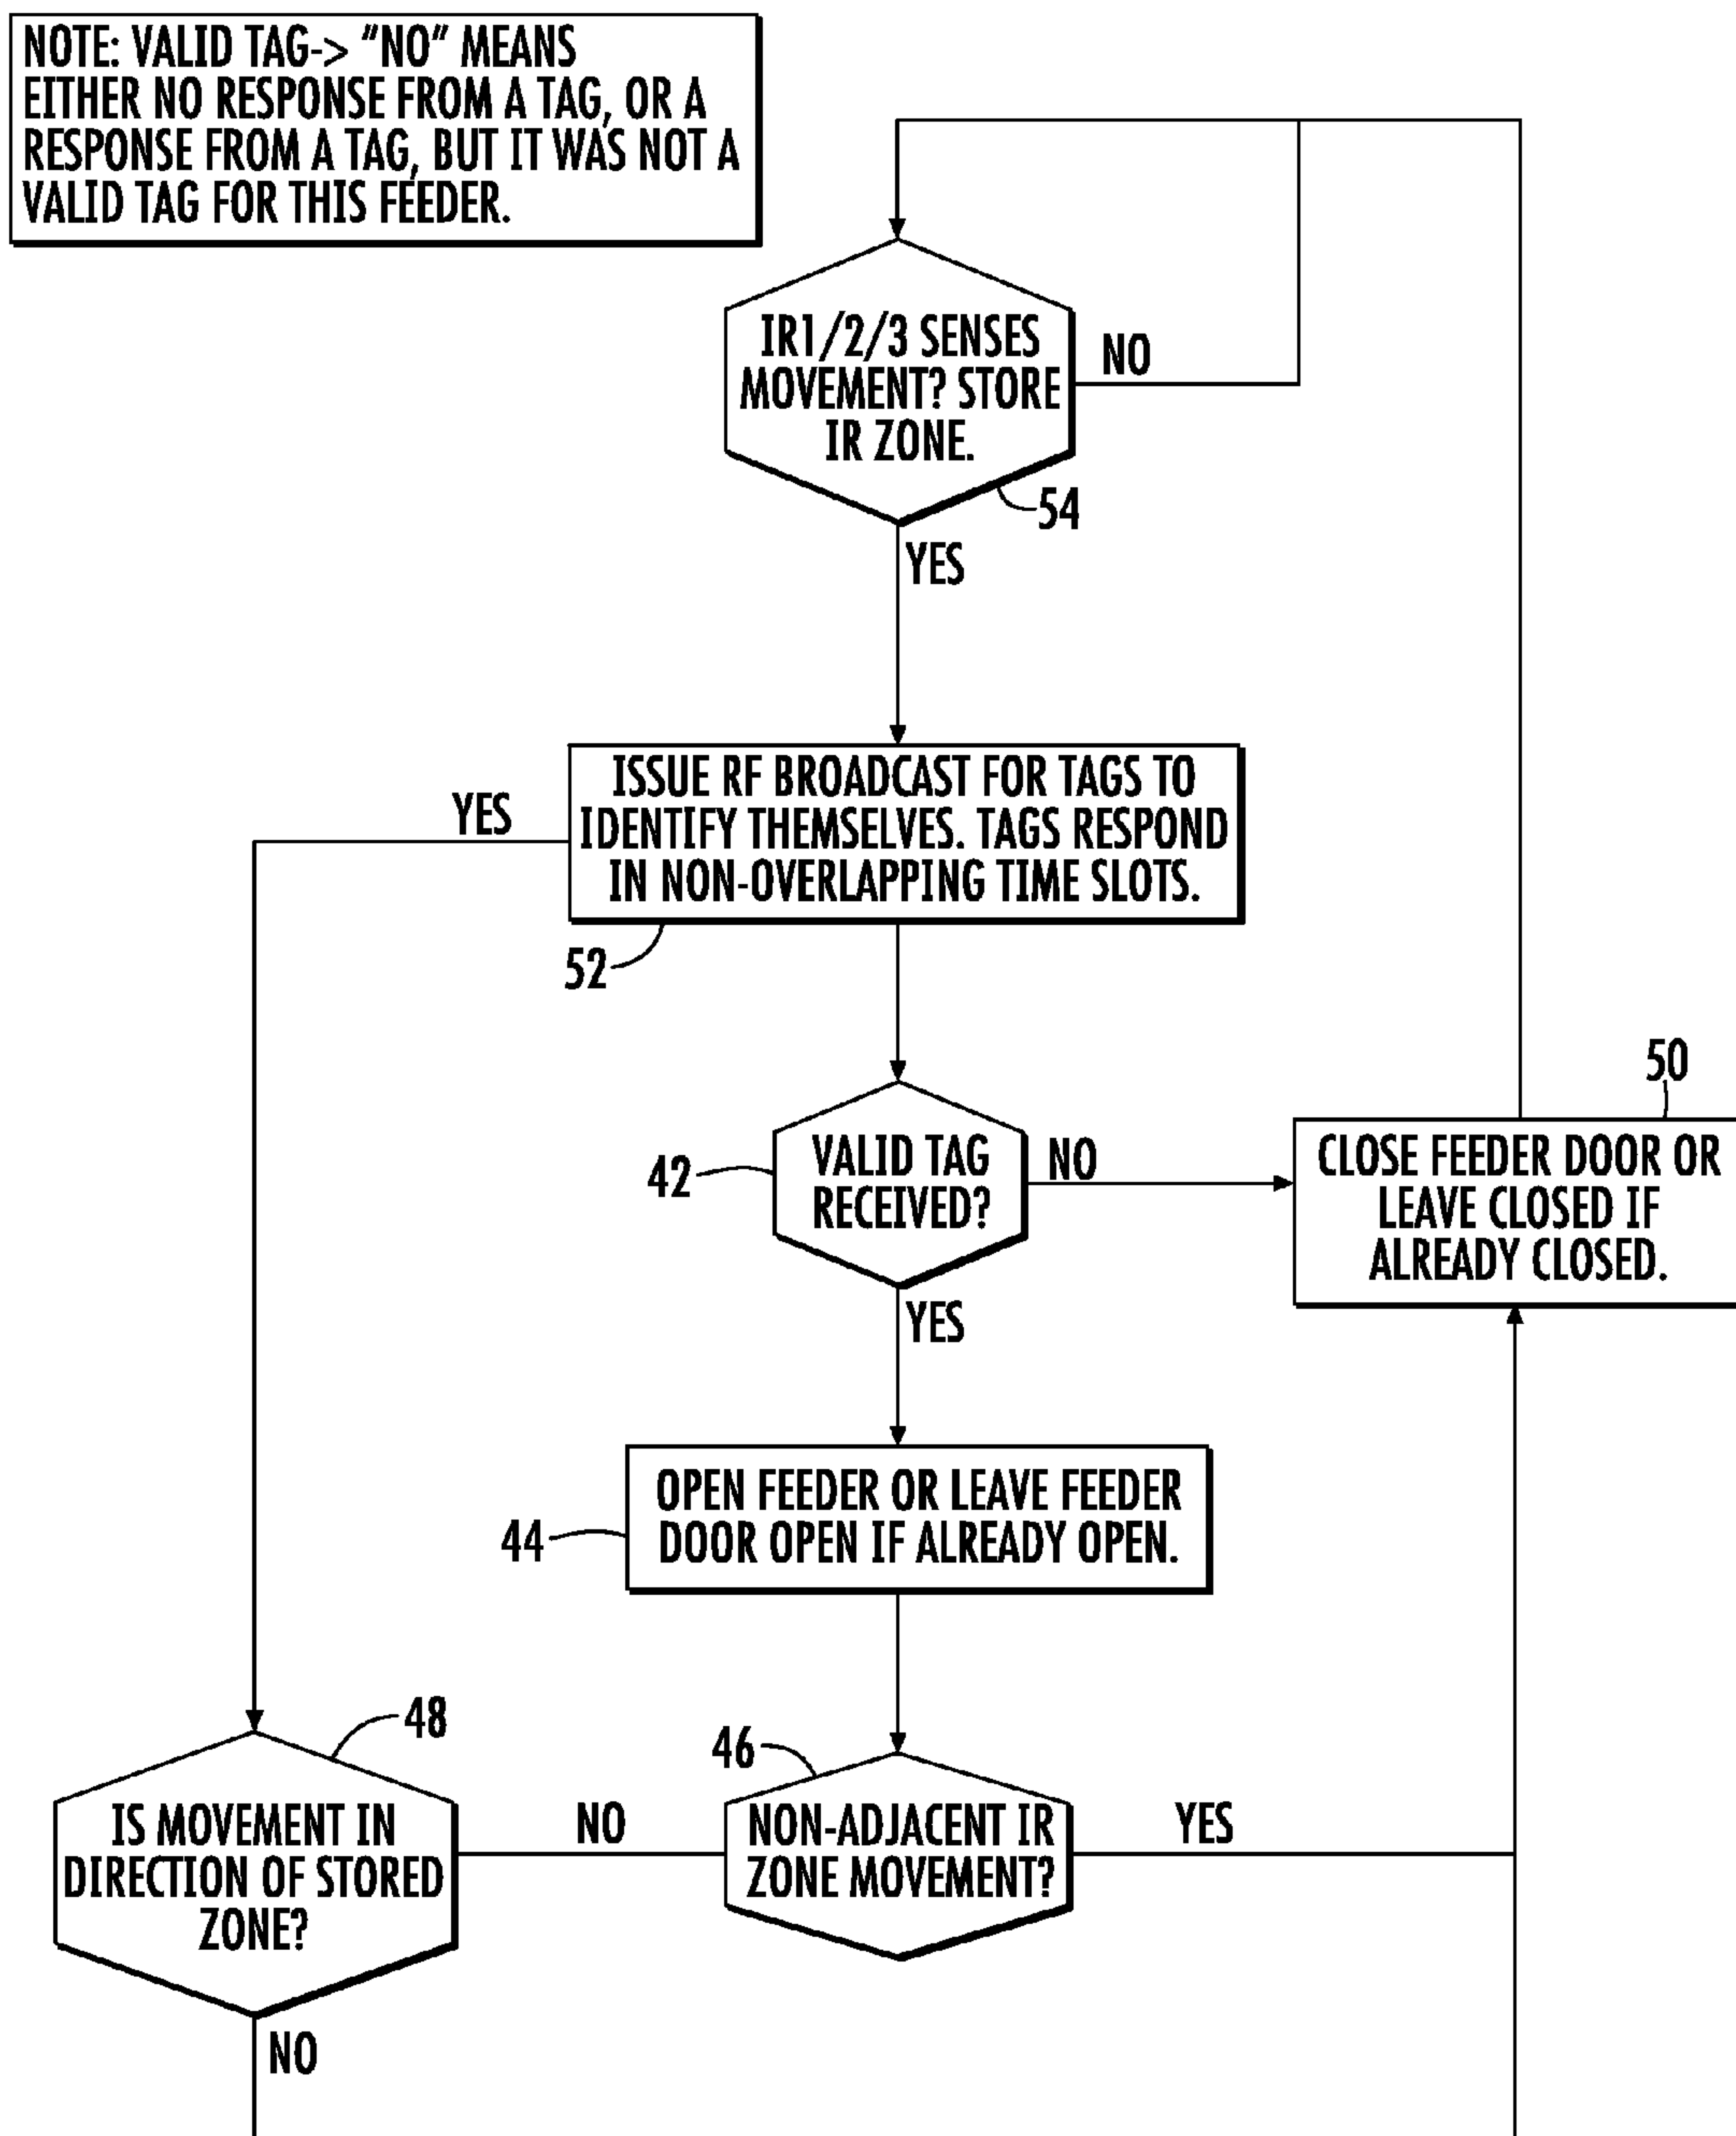 NOTE: VALID TAG-> "NO" MEANS
EITHER NO RESPONSE FROM A TAG, OR A
RESPONSE FROM A TAG, BUT IT WAS NOT A
VALID TAG FOR THIS FEEDER.
IR1/2/3 SENSES
MOVEMENT? STORE
IR ZONE.
NO
54
YES
ISSUE RF BROADCAST FOR TAGS TO
IDENTIFY THEMSELVES. TAGS RESPOND
IN NON-OVERLAPPING TIME SLOTS.
YES
52
VALID TAG
RECEIVED?
42
NO
50
CLOSE FEEDER DOOR OR
LEAVE CLOSED IF
ALREADY CLOSED.
YES
OPEN FEEDER OR LEAVE FEEDER
DOOR OPEN IF ALREADY OPEN.
44
48
46
IS MOVEMENT IN
DIRECTION OF STORED
ZONE?
NO
NON-ADJACENT IR
ZONE MOVEMENT?
YES
NO